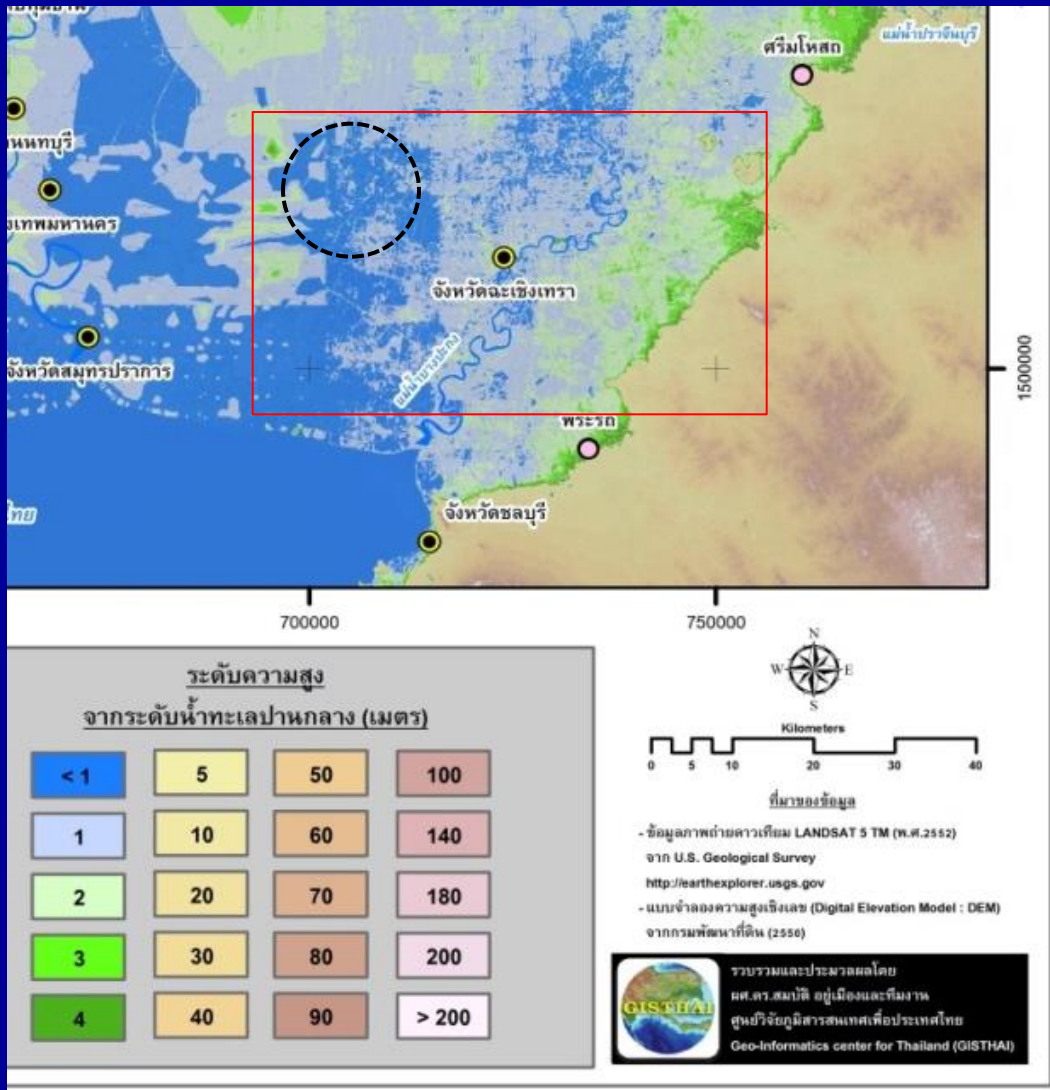 แม่น้ำปราจีนบุรี
ศรีมโหสถ
จังหวัดฉะเชิงเทรา
จังหวัดสมุทรปราการ
แม่น้ำบางปะกง
พระรถ
จังหวัดชลบุรี
1500000
700000
750000
ระดับความสูง
จากระดับน้ำทะเลปานกลาง (เมตร)
< 1 5 50 100
1 10 60 140
2 20 70 180
3 30 80 200
4 40 90 > 200
N
W E
S
Kilometers
0 5 10 20 30 40
ที่มาของข้อมูล
- ข้อมูลภาพถ่ายดาวเทียม LANDSAT 5 TM (พ.ศ.2552)
จาก U.S. Geological Survey
http://earthexplorer.usgs.gov
- แบบจำลองความสูงเชิงเลข (Digital Elevation Model : DEM)
จากกรมพัฒนาที่ดิน (2550)
GISTHAI
รวบรวมและประมวลผลโดย
ผศ.ดร.สมบัติ อยู่เมืองและทีมงาน
ศูนย์วิจัยภูมิสารสนเทศเพื่อประเทศไทย
Geo-Informatics center for Thailand (GISTHAI)